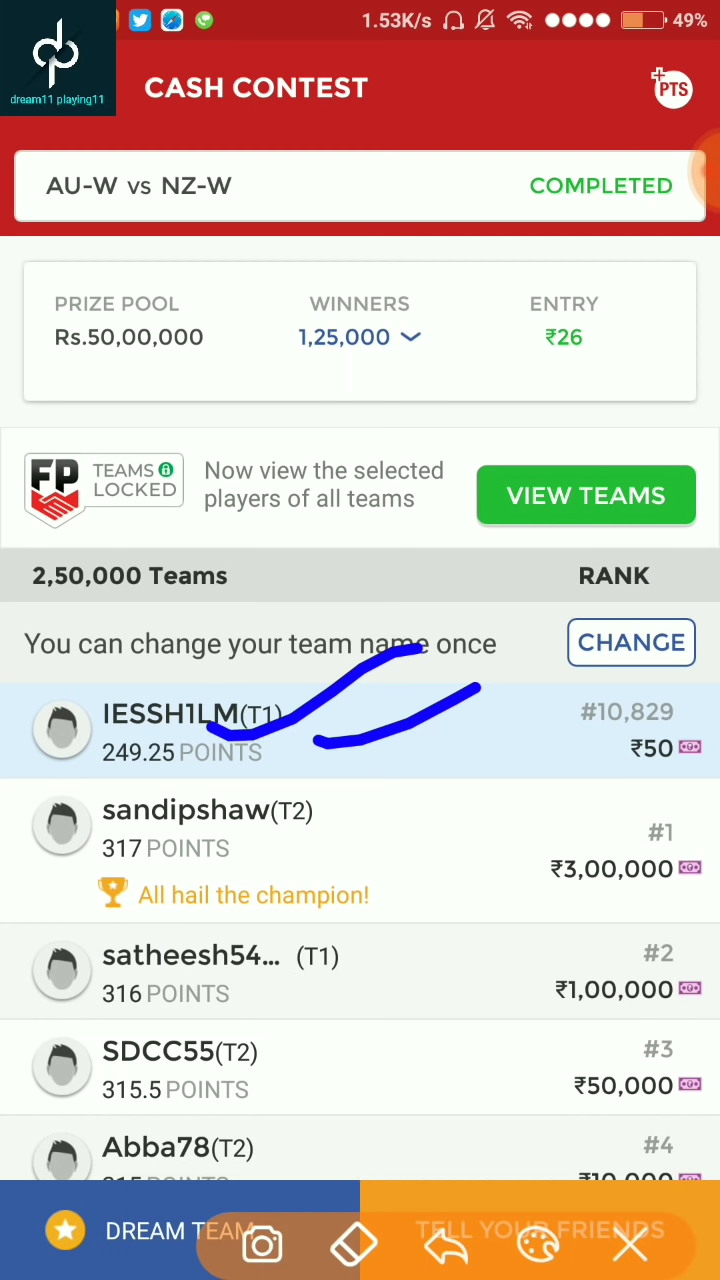 1.53K/s 49%
dream11 playing11
CASH CONTEST
PTS
AU-W vs NZ-W COMPLETED
PRIZE POOL WINNERS ENTRY
Rs.50,00,000 1,25,000 ₹26
FP TEAMS LOCKED
Now view the selected
players of all teams
VIEW TEAMS
2,50,000 Teams RANK
You can change your team name once CHANGE
IESSH1LM(T1) #10,829
249.25 POINTS ₹50
sandipshaw(T2) #1
317 POINTS ₹3,00,000
All hail the champion!
satheesh54... (T1) #2
316 POINTS ₹1,00,000
SDCC55(T2) #3
315.5 POINTS ₹50,000
Abba78(T2) #4
DREAM TEAM TELL YOUR FRIENDS